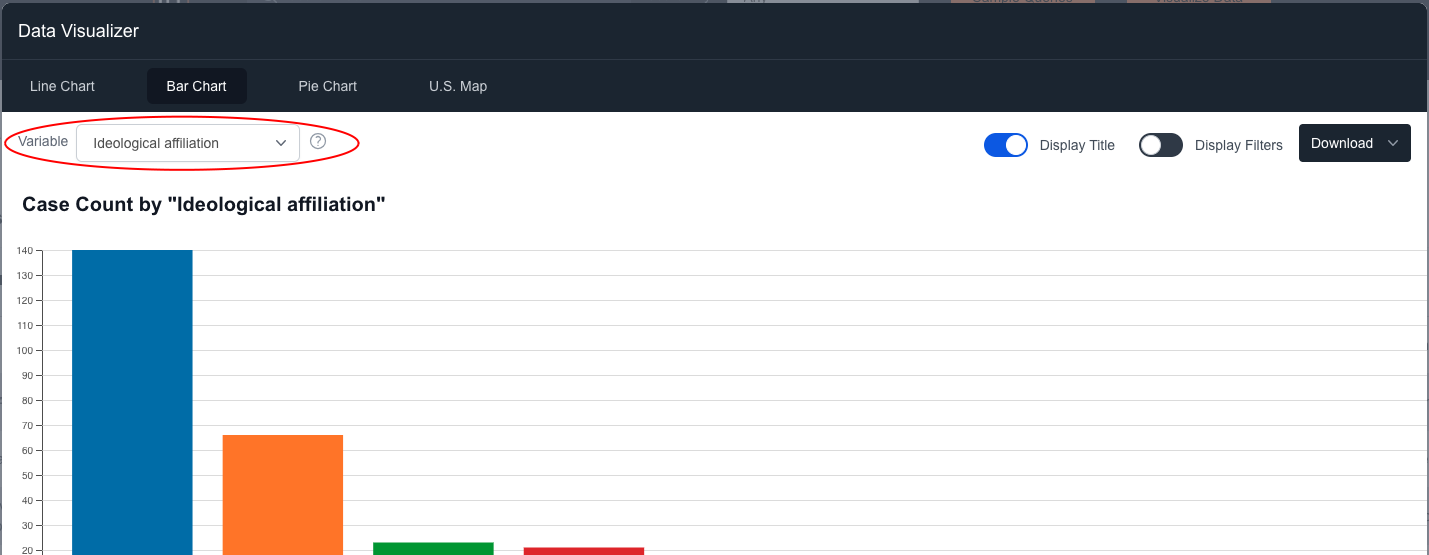 Data Visualizer
Line Chart
Bar Chart
Pie Chart
U.S. Map
Variable
Ideological affiliation
?
Display Title
Display Filters
Download
Case Count by "Ideological affiliation"
140
130
120
110
100
90
80
70
60
50
40
30
20